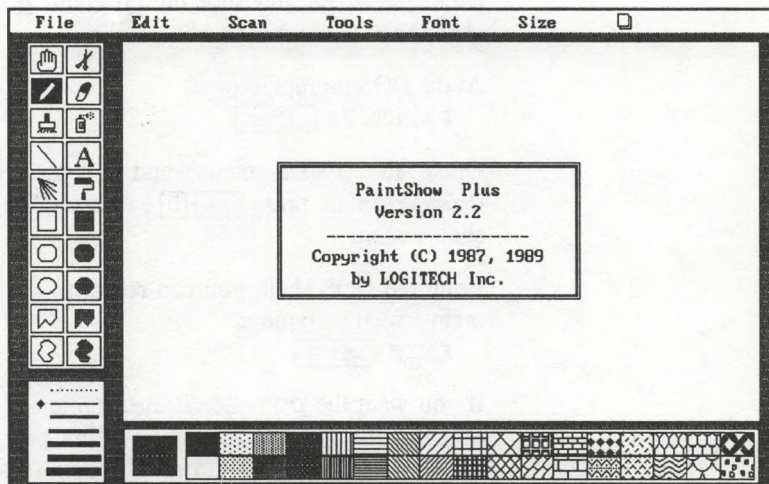 File Edit Scan Tools Font Size
A
PaintShow Plus
Version 2.2
Copyright (C) 1987, 1989
by LOGITECH Inc.